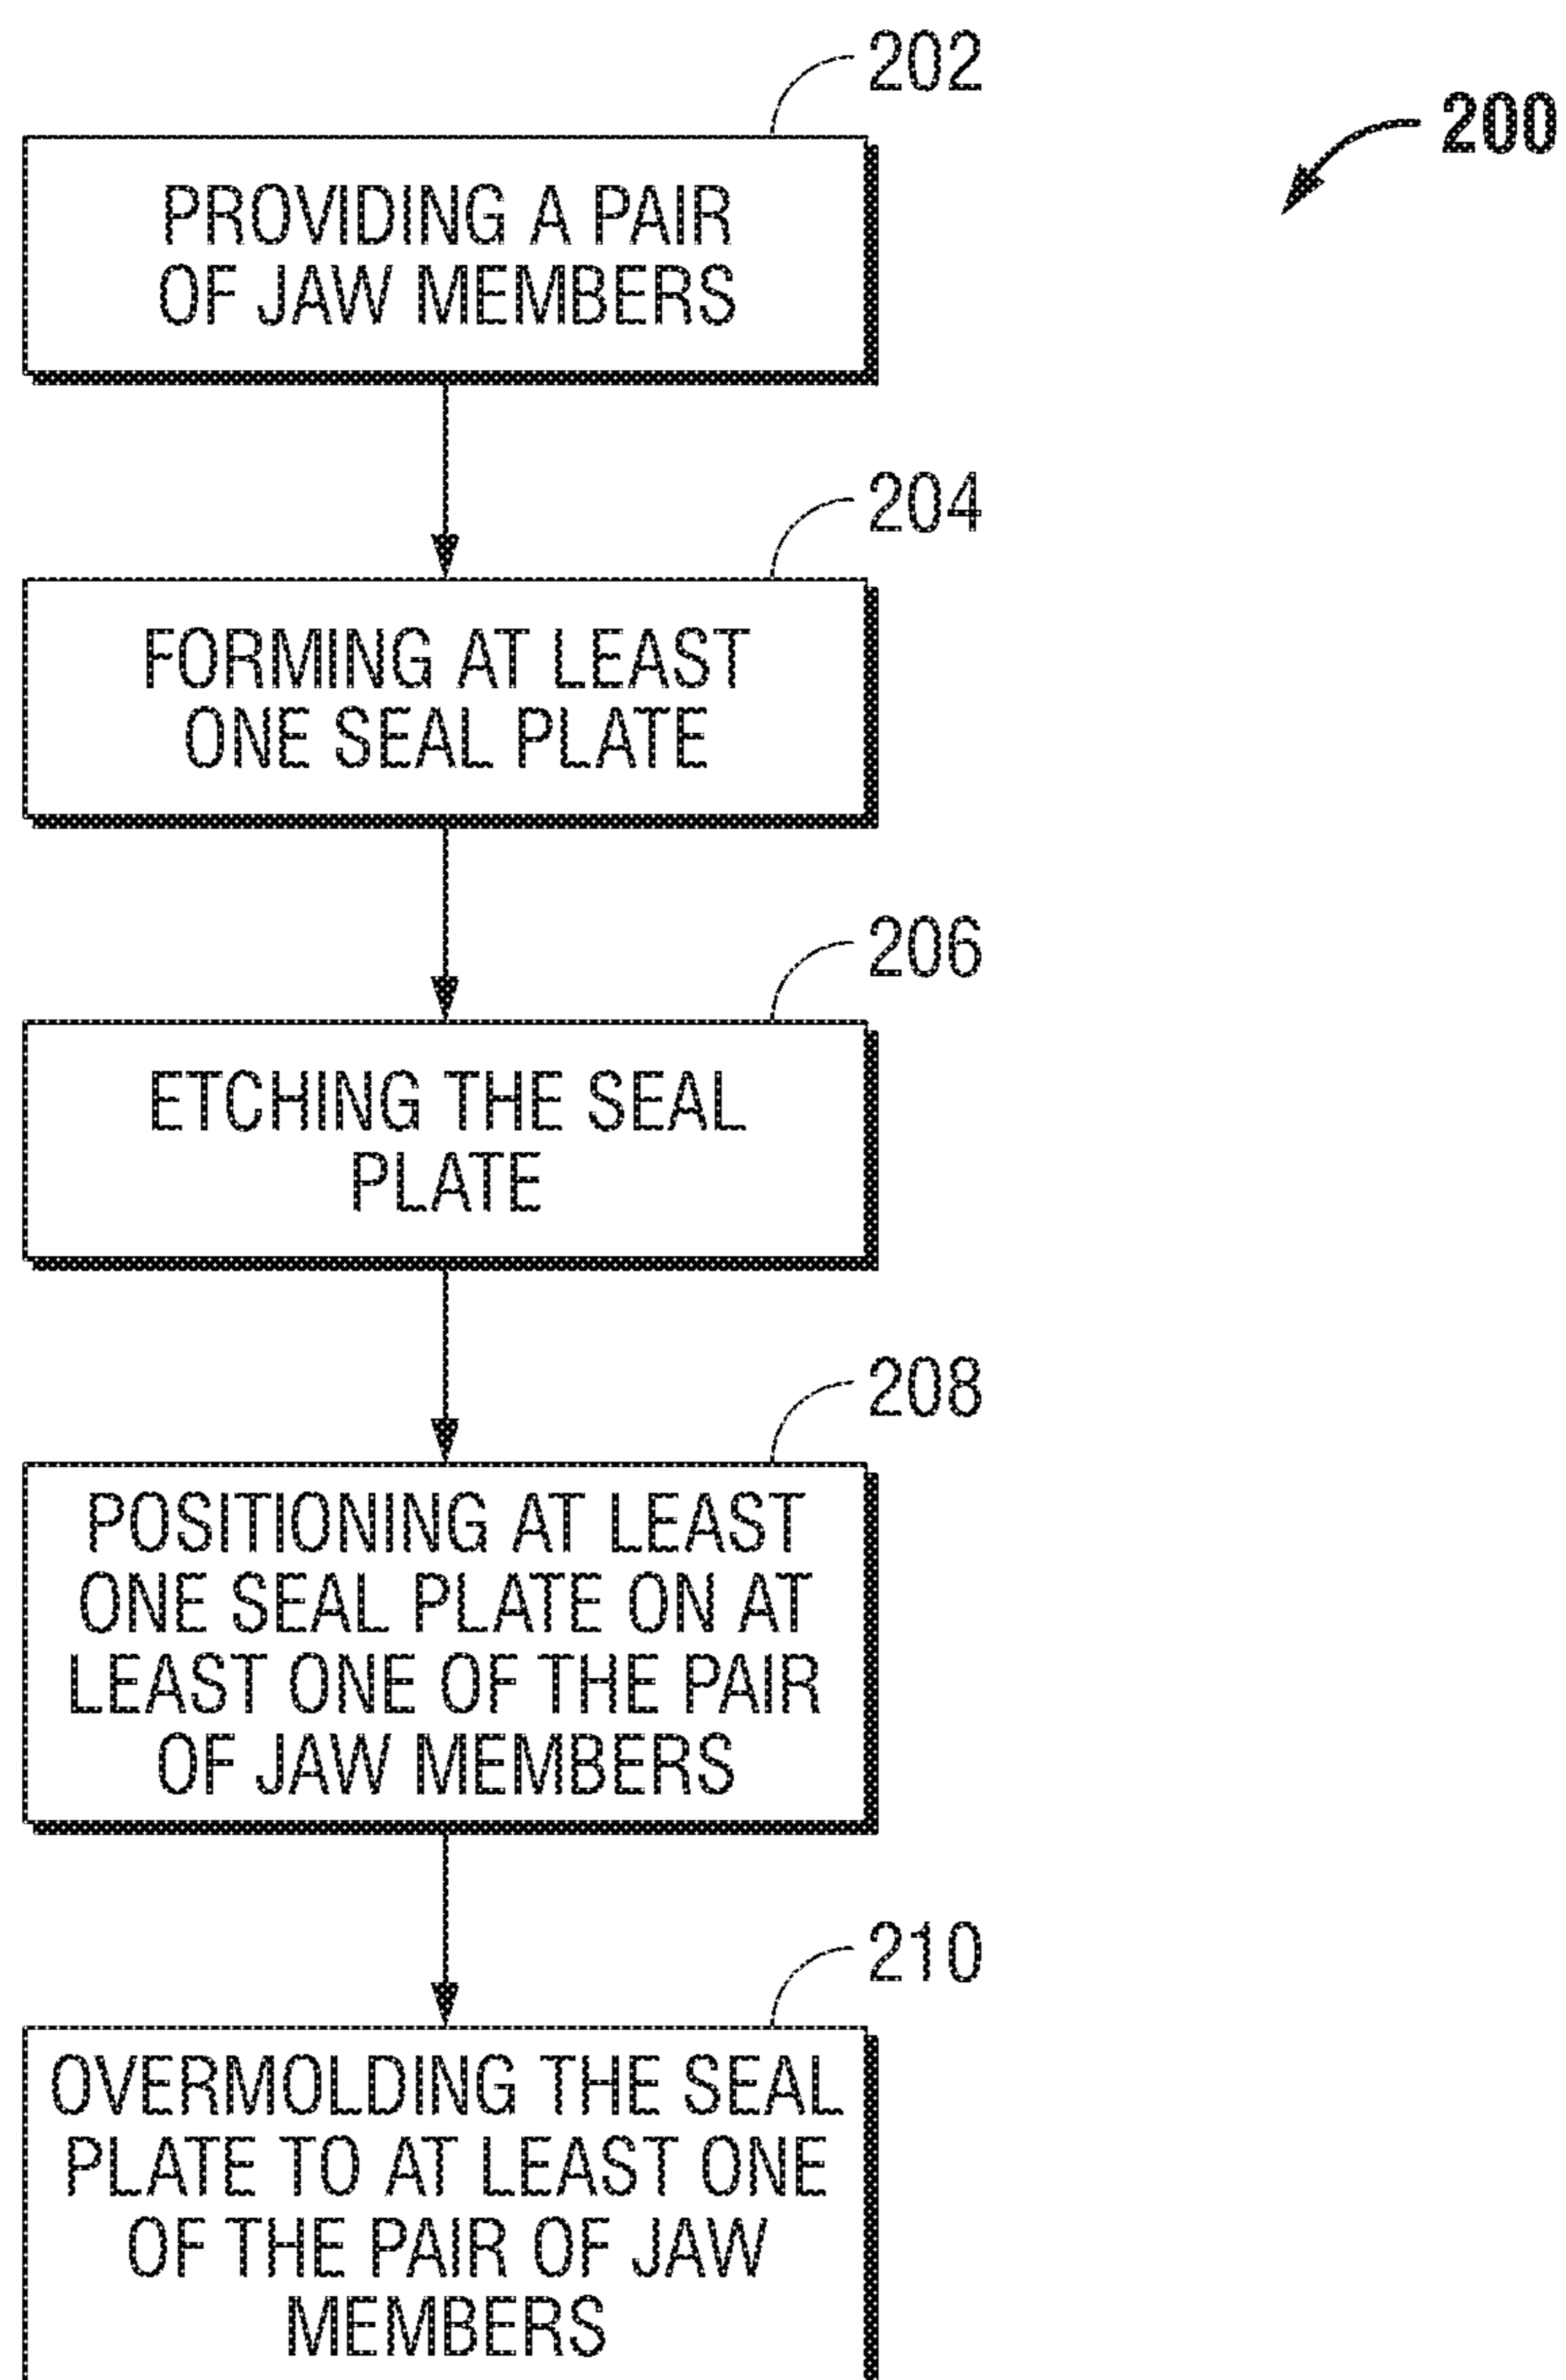 202
200
PROVIDING A PAIR
OF JAW MEMBERS
204
FORMING AT LEAST
ONE SEAL PLATE
206
ETCHING THE SEAL
PLATE
208
POSITIONING AT LEAST
ONE SEAL PLATE ON AT
LEAST ONE OF THE PAIR
OF JAW MEMBERS
210
OVERMOLDING THE SEAL
PLATE TO AT LEAST ONE
OF THE PAIR OF JAW
MEMBERS